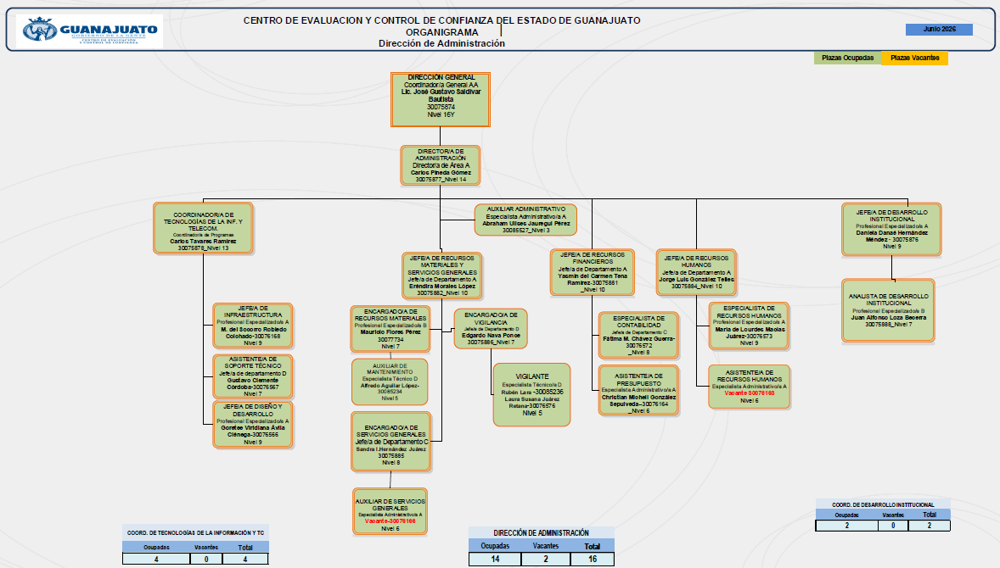 CENTRO DE EVALUACION Y CONTROL DE CONFIANZA DEL ESTADO DE GUANAJUATO
ORGANIGRAMA
Dirección de Administración
GUANAJUATO
GOBIERNO DE LA GENTE
CENTRO DE EVALUACIÓN
Y CONTROL DE CONFIANZA
Junio 2026
Plazas Ocupadas
Plazas Vacantes
DIRECCIÓN GENERAL
Coordinador/a General AA
Lic. José Gustavo Saldívar
Bautista
30075874
Nivel 16Y
DIRECTOR/A DE
ADMINISTRACIÓN
Director/a de Área A
Carlos Pineda Gómez
30075877_Nivel 14
COORDINADOR/A DE
TECNOLOGÍAS DE LA INF. Y
TELECOM.
Coordinador/a de Programas
Carlos Tavares Ramírez
30075878_Nivel 13
AUXILIAR ADMINISTRATIVO
Especialista Administrativo/a A
Abraham Ulises Jauregui Pérez
30085527_Nivel 3
JEFE/A DE DESARROLLO
INSTITUCIONAL
Profesional Especializado/a A
Daniela Danaé Hernández
Méndez - 30075876
Nivel 9
JEFE/A DE RECURSOS
MATERIALES Y
SERVICIOS GENERALES
Jefe/a de Departamento A
Eréndira Morales López
30075882_Nivel 10
JEFE/A DE RECURSOS
FINANCIEROS
Jefe/a de Departamento A
Yasmin del Carmen Tena
Ramírez-30075881
_Nivel 10
JEFE/A DE RECURSOS
HUMANOS
Jefe/a de Departamento A
Jorge Luis González Telles
30075884_Nivel 10
ANALISTA DE DESARROLLO
INSTITUCIONAL
Profesional Especializado/a B
Juan Alfonso Loza Becerra
30075888_Nivel 7
JEFE/A DE
INFRAESTRUCTURA
Profesional Especializado/a A
M. del Socorro Robledo
Colohado-30076168
Nivel 9
ENCARGADO/A DE
RECURSOS MATERIALES
Profesional Especializado/a B
Mauricio Flores Pérez
30077734
Nivel 7
ENCARGADO/A DE
VIGILANCIA
Jefe/a de Departamento D
Edgardo Nava Ponce
30075886_Nivel 7
ESPECIALISTA DE
CONTABILIDAD
Jefe/a de Departamento C
Fátima M. Chávez Guerra-
30076572
_Nivel 8
ESPECIALISTA DE
RECURSOS HUMANOS
Profesional Especializado/a A
María de Lourdes Macías
Juárez-30076573
Nivel 9
ASISTENTE/A DE
SOPORTE TÉCNICO
Jefe/a de departamento D
Gustavo Clemente
Córdoba-30076567
Nivel 7
AUXILIAR DE
MANTENIMIENTO
Especialista Técnico D
Alfredo Aguilar López-
30085234
Nivel 5
VIGILANTE
Especialista Técnico/a D
Rubén Lara -30085236
Laura Susana Juárez
Retana-30076576
Nivel 5
ASISTENTE/A DE
PRESUPUESTO
Especialista Administrativo/a A
Christian Michell González
Sepulveda-30076164
_Nivel 6
ASISTENTE/A DE
RECURSOS HUMANOS
Especialista Administrativo/a A
Vacante 30076163
Nivel 6
JEFE/A DE DISEÑO Y
DESARROLLO
Profesional Especializado/a A
Goretee Viridiana Ávila
Ciénega-30076566
Nivel 9
ENCARGADO/A DE
SERVICIOS GENERALES
Jefe/a de Departamento C
Sandra I.Hernández Juárez
30075885
Nivel 8
AUXILIAR DE SERVICIOS
GENERALES
Especialista Administrativo/a A
Vacante-30076166
Nivel 6
COORD. DE TECNOLOGÍAS DE LA INFORMACIÓN Y TC
Ocupadas Vacantes Total
4 0 4
DIRECCIÓN DE ADMINISTRACIÓN
Ocupadas Vacantes Total
14 2 16
COORD. DE DESARROLLO INSTITUCIONAL
Ocupadas Vacantes Total
2 0 2